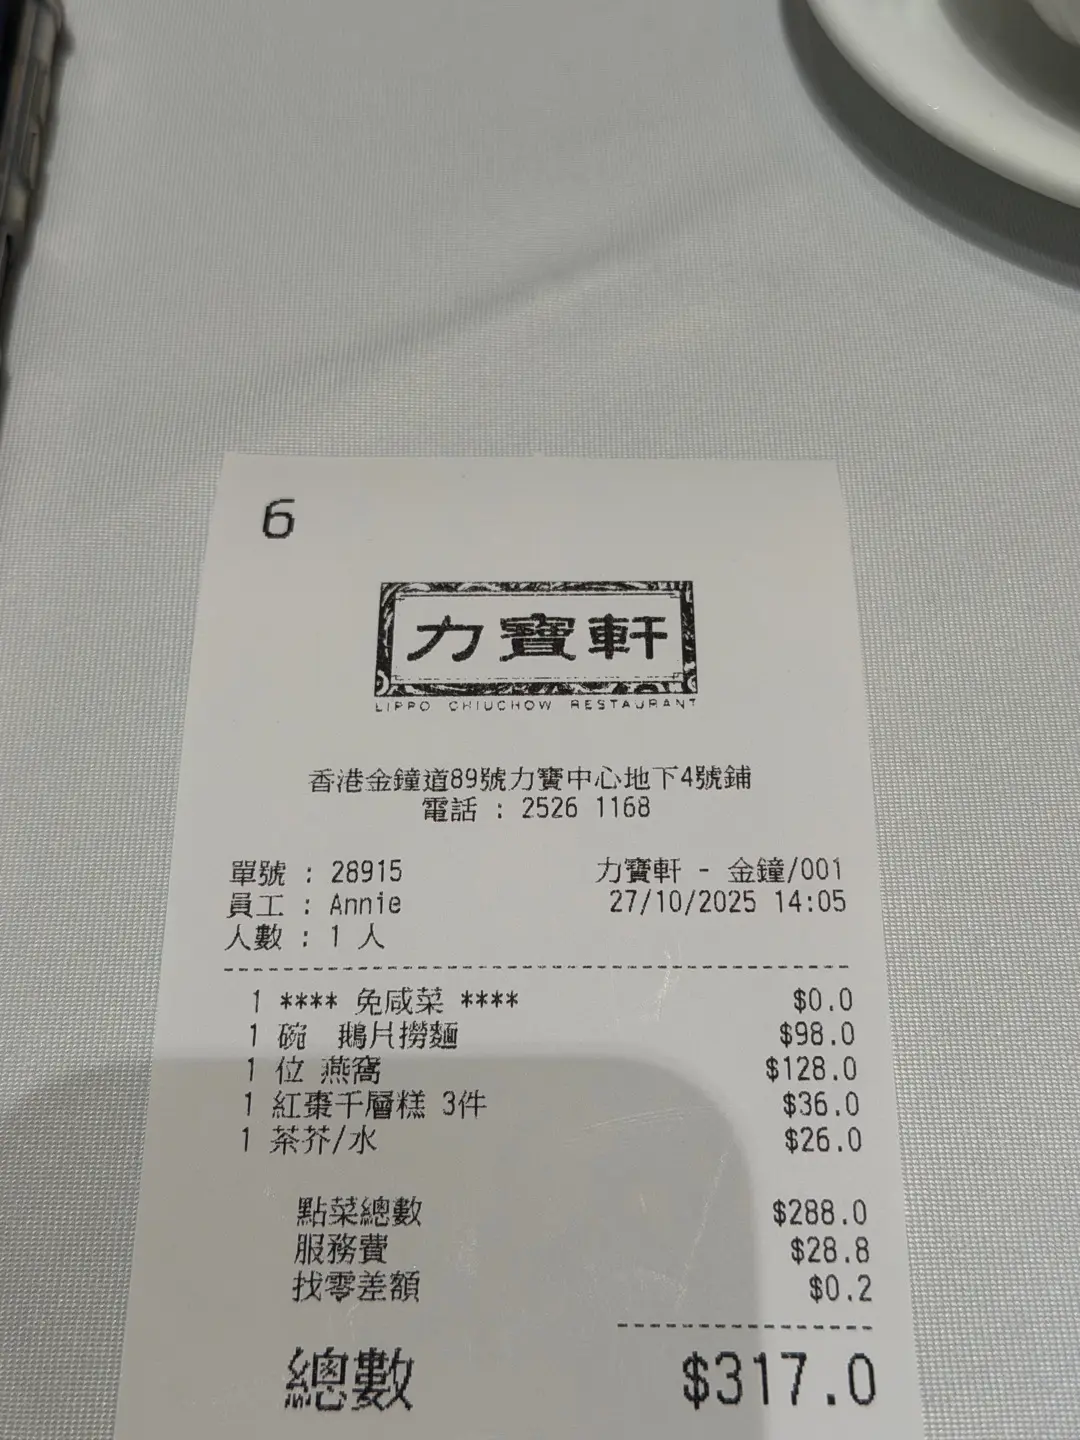 6
力寶軒
LIPPO CHIUCHOW RESTAURANT
香港金鐘道89號力寶中心地下4號鋪
電話 : 2526 1168
單號 : 28915 力寶軒 - 金鐘/001
員工 : Annie 27/10/2025 14:05
人數 : 1 人
1 **** 免咸菜 **** $0.0
1 碗 鵝片撈麵 $98.0
1 位 燕窩 $128.0
1 紅棗千層糕 3件 $36.0
1 茶芥/水 $26.0
點菜總數 $288.0
服務費 $28.8
找零差額 $0.2
總數 $317.0